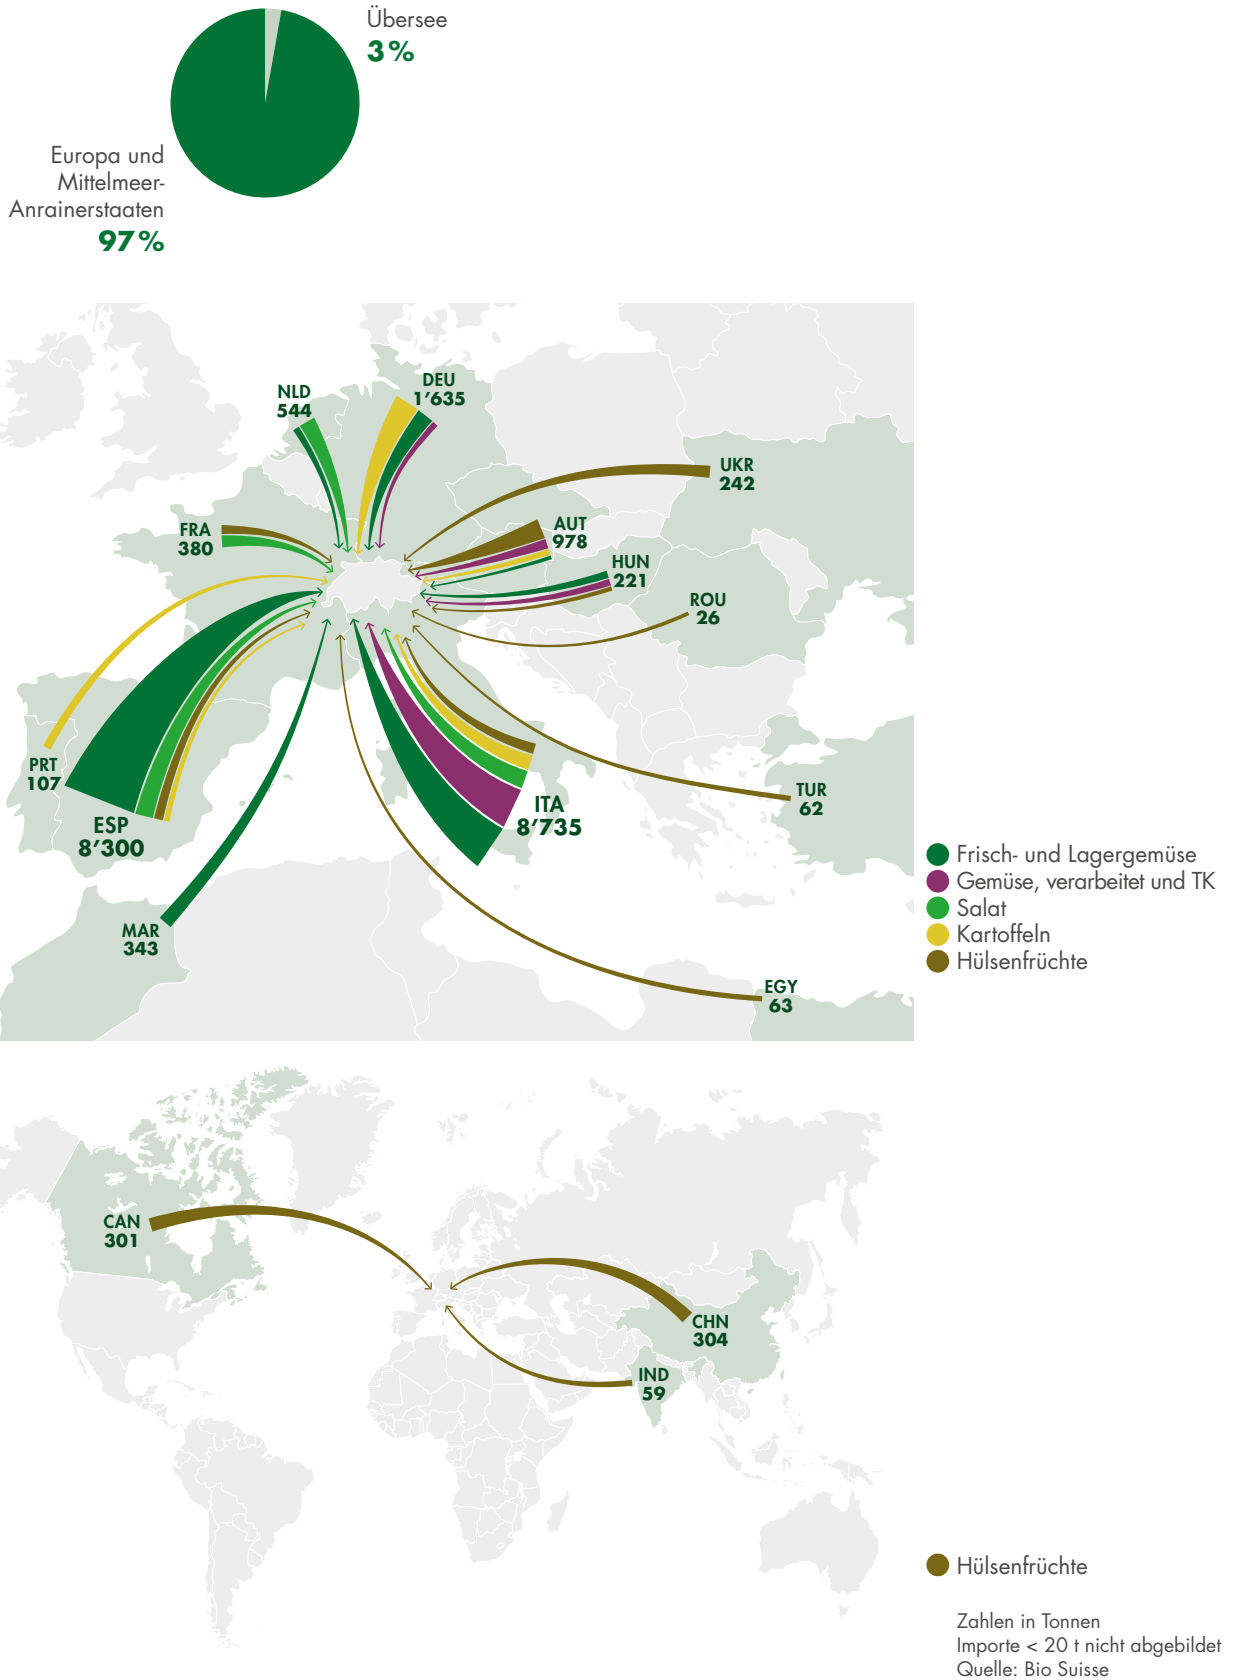 Übersee
3 %
Europa und
Mittelmeer-
Anrainerstaaten
97 %
NLD
544
DEU
1’635
UKR
242
FRA
380
AUT
978
HUN
221
ROU
26
PRT
107
ESP
8’300
ITA
8’735
TUR
62
MAR
343
EGY
63
Frisch- und Lagergemüse
Gemüse, verarbeitet und TK
Salat
Kartoffeln
Hülsenfrüchte
CAN
301
CHN
304
IND
59
Hülsenfrüchte
Zahlen in Tonnen
Importe < 20 t nicht abgebildet
Quelle: Bio Suisse